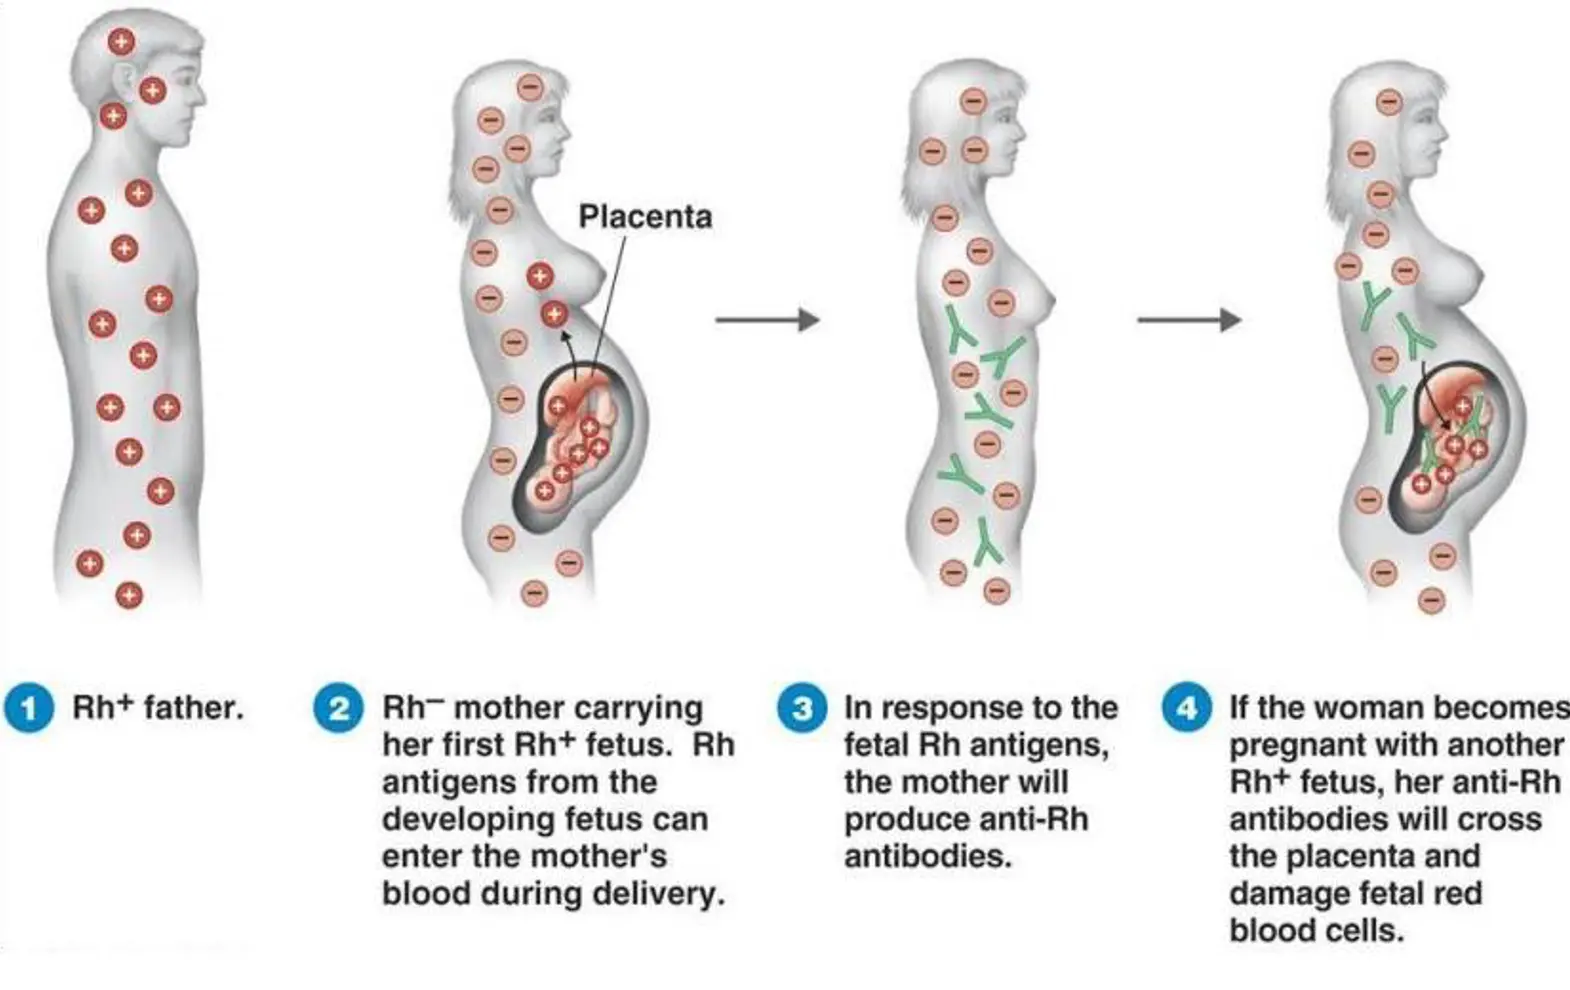 Placenta
1 Rh+ father.
2 Rh– mother carrying
her first Rh+ fetus. Rh
antigens from the
developing fetus can
enter the mother's
blood during delivery.
3 In response to the
fetal Rh antigens,
the mother will
produce anti-Rh
antibodies.
4 If the woman becomes
pregnant with another
Rh+ fetus, her anti-Rh
antibodies will cross
the placenta and
damage fetal red
blood cells.